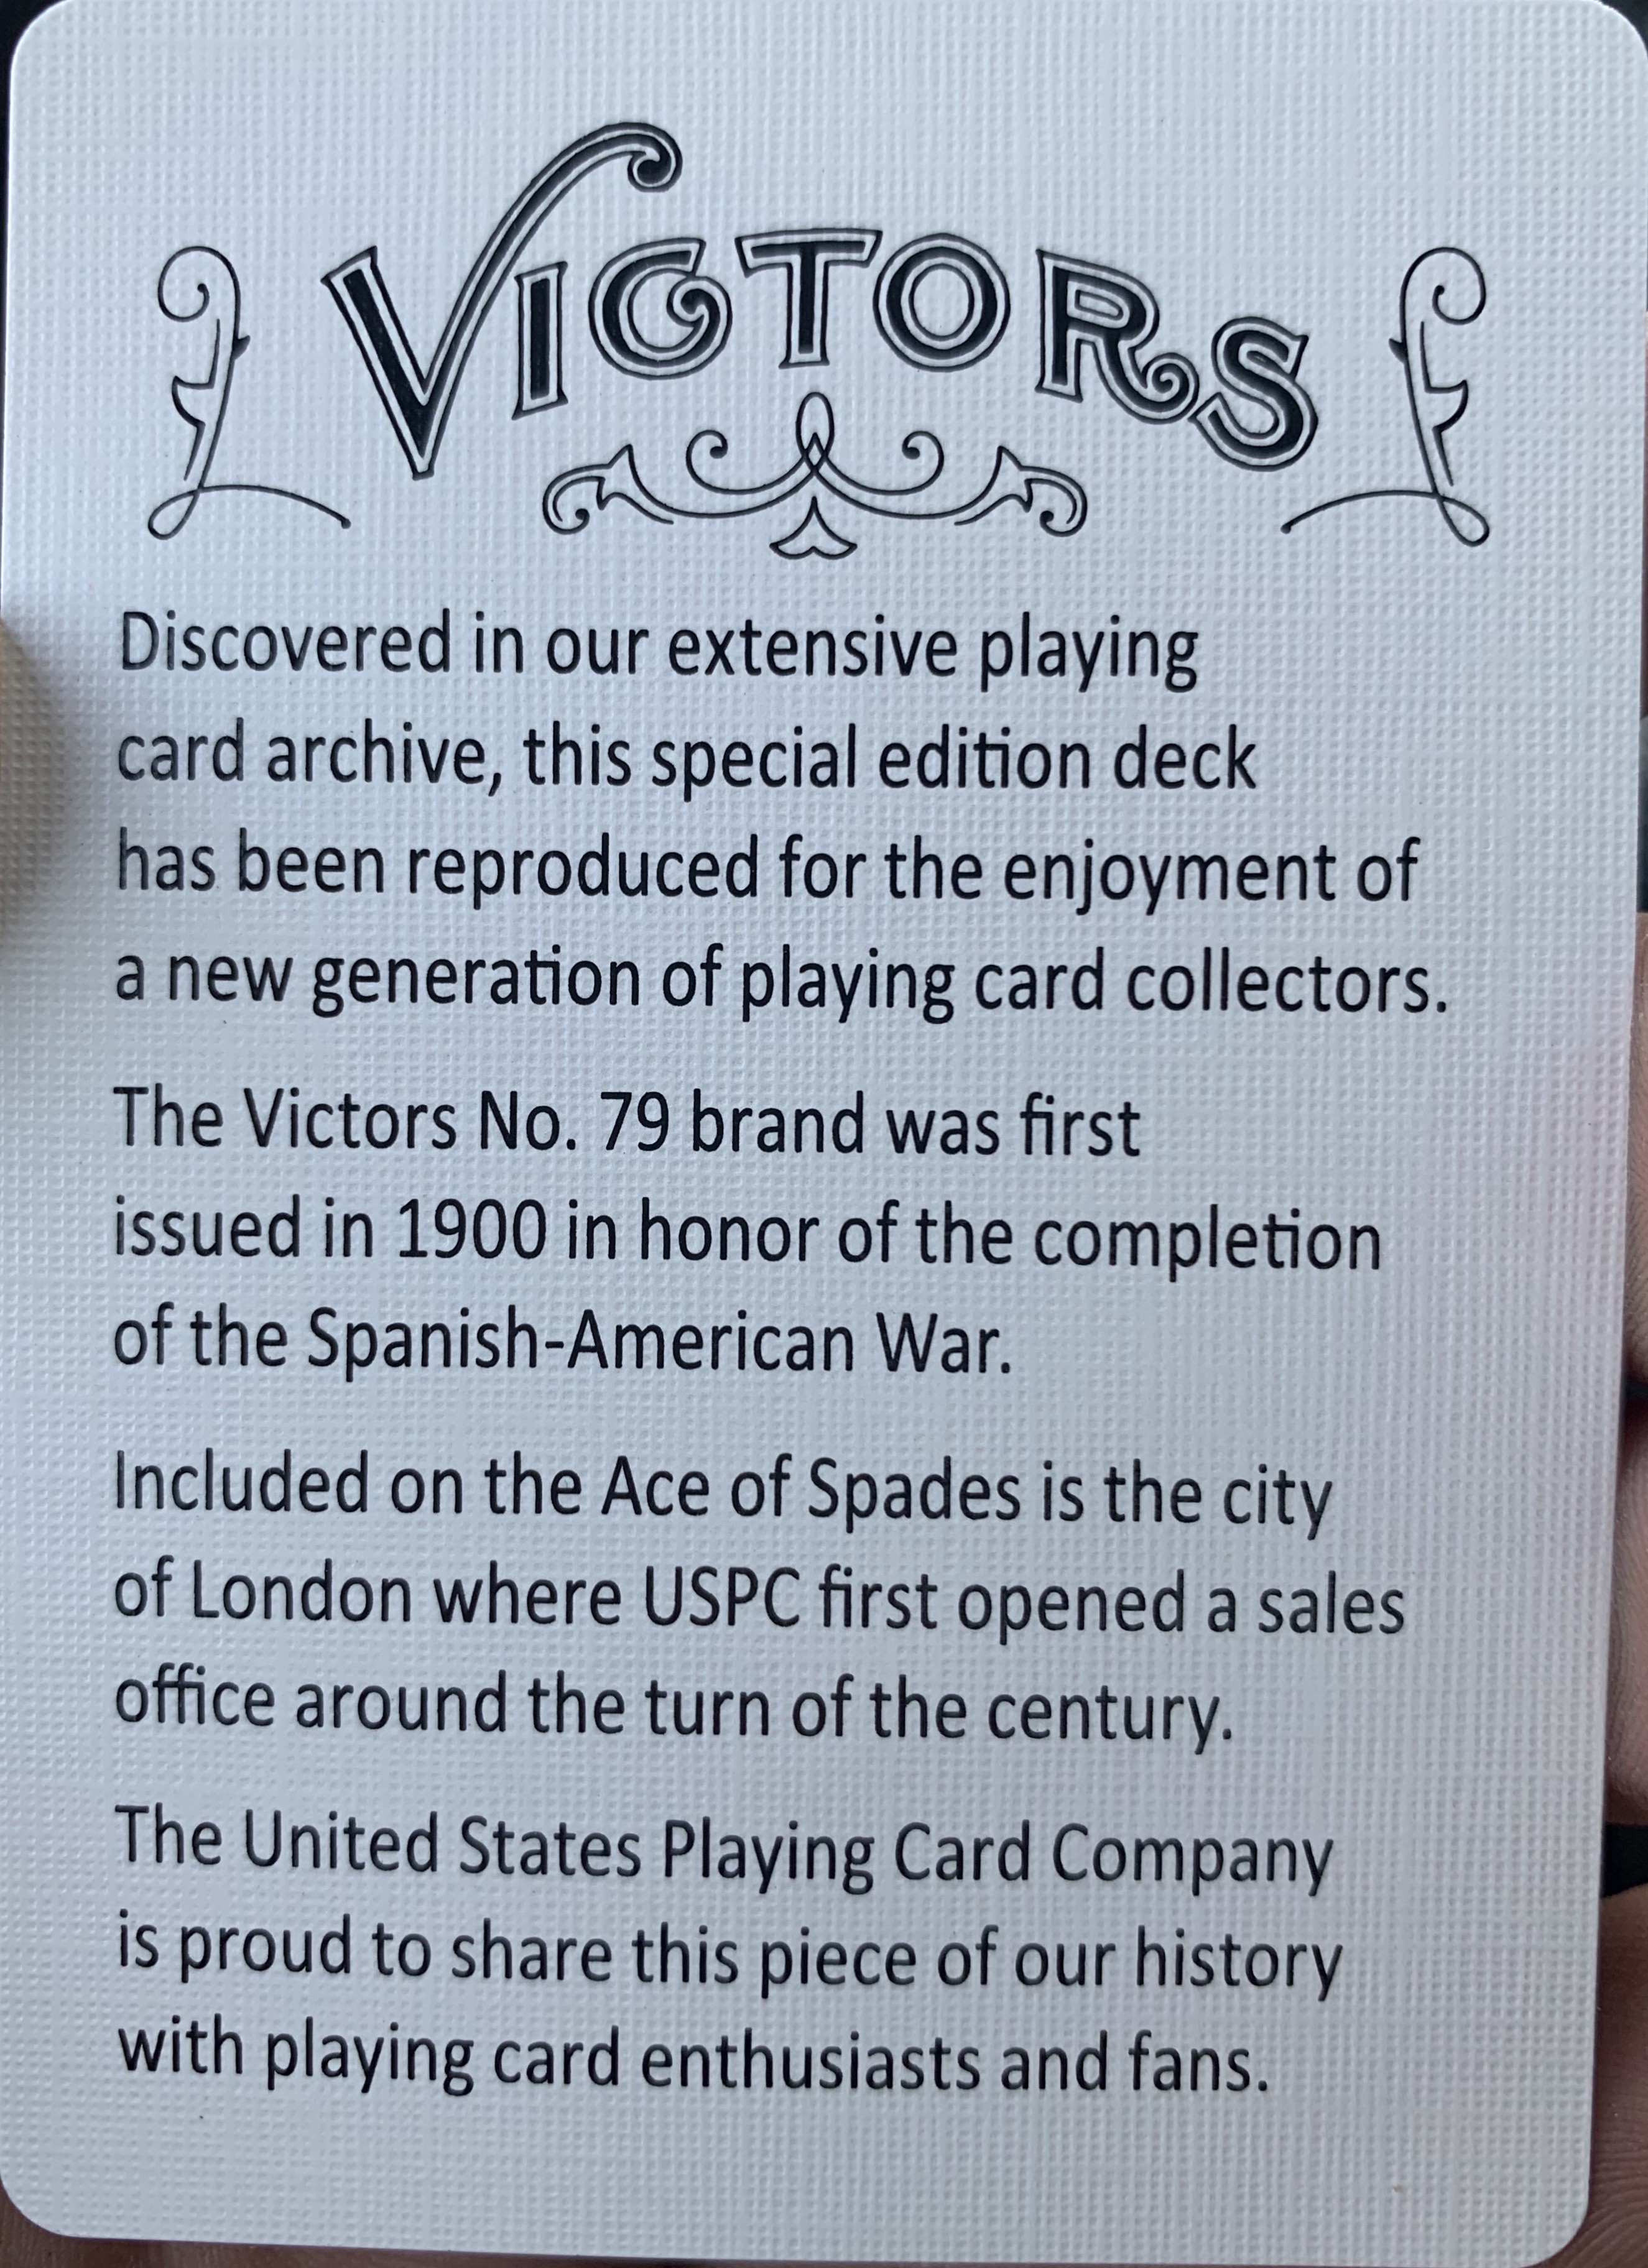 VICTORS
Discovered in our extensive playing
card archive, this special edition deck
has been reproduced for the enjoyment of
a new generation of playing card collectors.
The Victors No. 79 brand was first
issued in 1900 in honor of the completion
of the Spanish-American War.
Included on the Ace of Spades is the city
of London where USPC first opened a sales
office around the turn of the century.
The United States Playing Card Company
is proud to share this piece of our history
with playing card enthusiasts and fans.